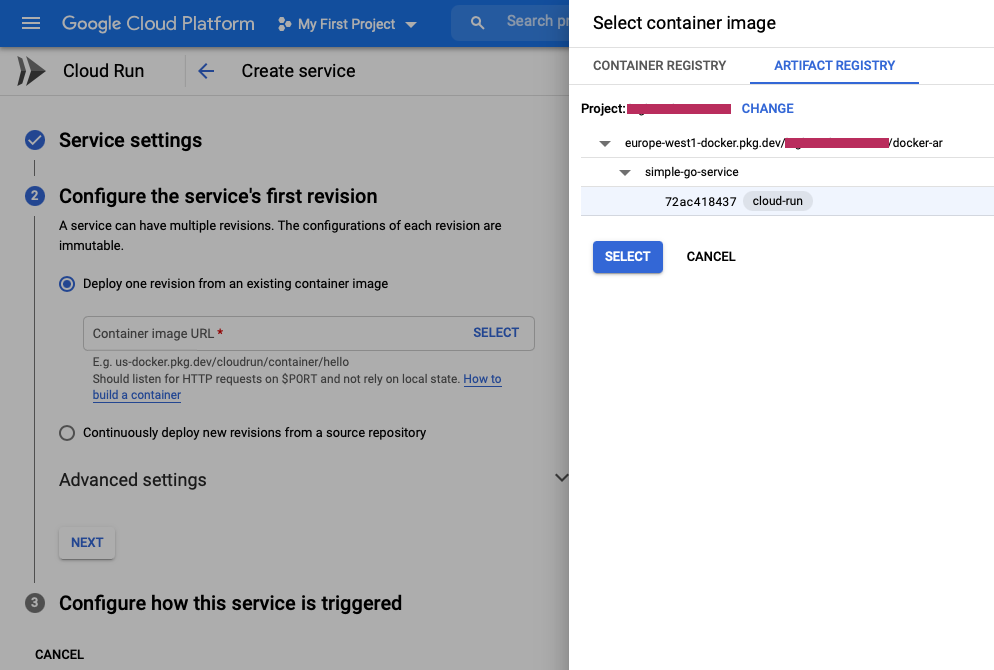 Google Cloud Platform
My First Project
Search pr
Cloud Run
Create service
Service settings
2
Configure the service's first revision
A service can have multiple revisions. The configurations of each revision are
immutable.
Deploy one revision from an existing container image
Container image URL *
SELECT
E.g. us-docker.pkg.dev/cloudrun/container/hello
Should listen for HTTP requests on $PORT and not rely on local state. How to
build a container
Continuously deploy new revisions from a source repository
Advanced settings
NEXT
3
Configure how this service is triggered
CANCEL
Select container image
CONTAINER REGISTRY
ARTIFACT REGISTRY
Project:
CHANGE
europe-west1-docker.pkg.dev/
/docker-ar
simple-go-service
72ac418437 cloud-run
SELECT
CANCEL